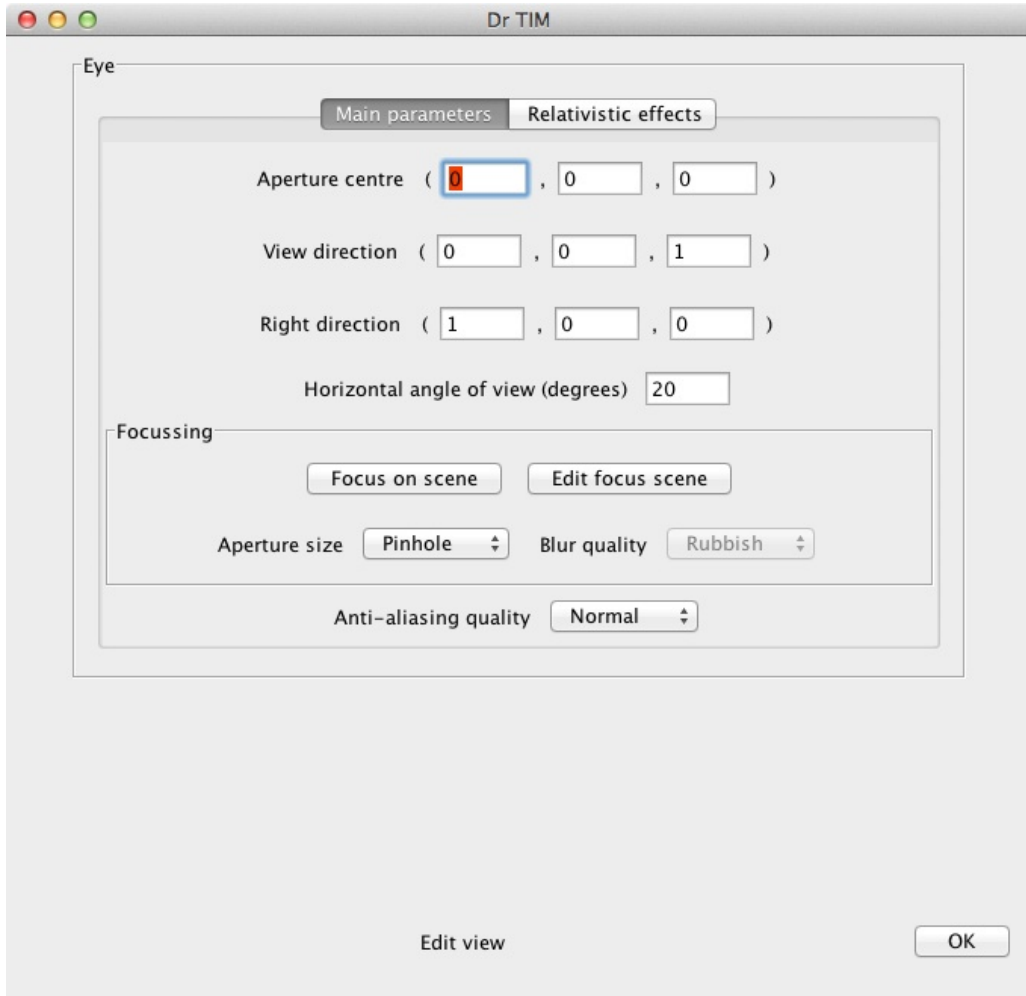 Dr TIM
Eye
Main parameters Relativistic effects
Aperture centre ( 0 , 0 , 0 )
View direction ( 0 , 0 , 1 )
Right direction ( 1 , 0 , 0 )
Horizontal angle of view (degrees) 20
Focussing
Focus on scene Edit focus scene
Aperture size Pinhole Blur quality Rubbish
Anti-aliasing quality Normal
Edit view OK